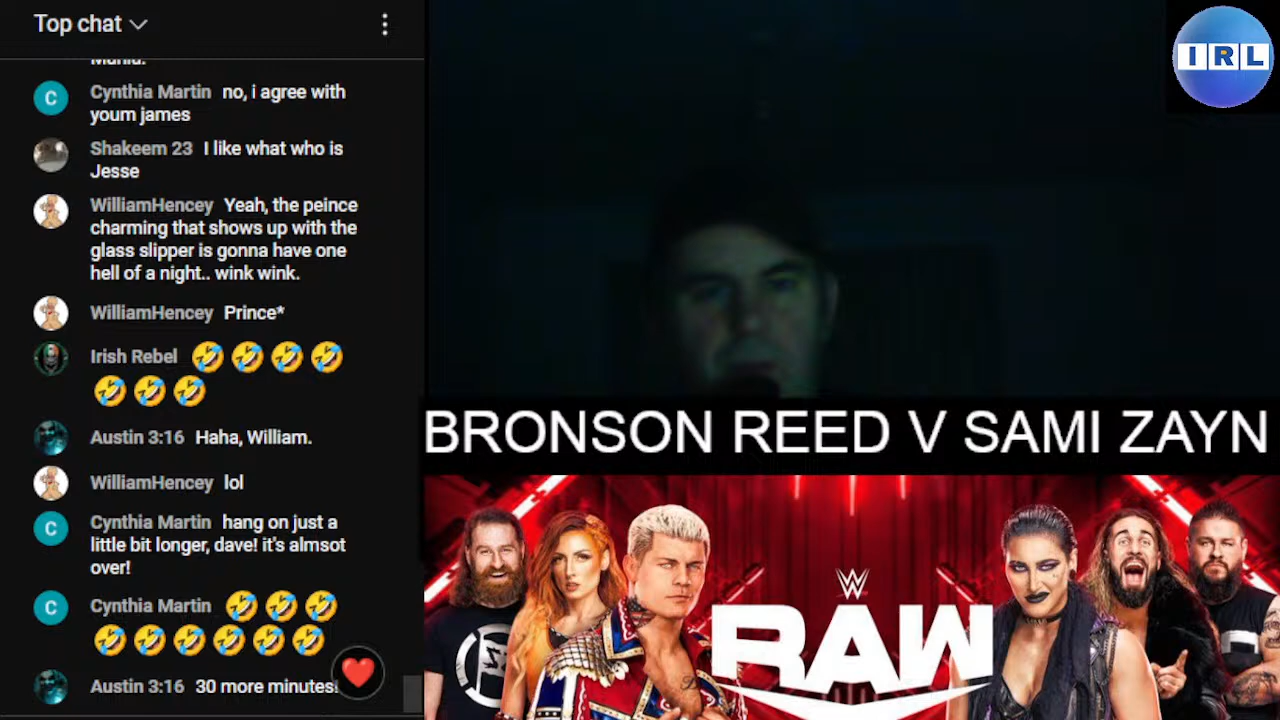 Top chat
Mania.
Cynthia Martin no, i agree with
youm james
Shakeem 23 I like what who is
Jesse
WilliamHencey Yeah, the peince
charming that shows up with the
glass slipper is gonna have one
hell of a night.. wink wink.
WilliamHencey Prince*
Irish Rebel
Austin 3:16 Haha, William.
WilliamHencey lol
Cynthia Martin hang on just a
little bit longer, dave! it's almsot
over!
Cynthia Martin
Austin 3:16 30 more minutes!
C
C
C
IRL
BRONSON REED V SAMI ZAYN
W
RAW